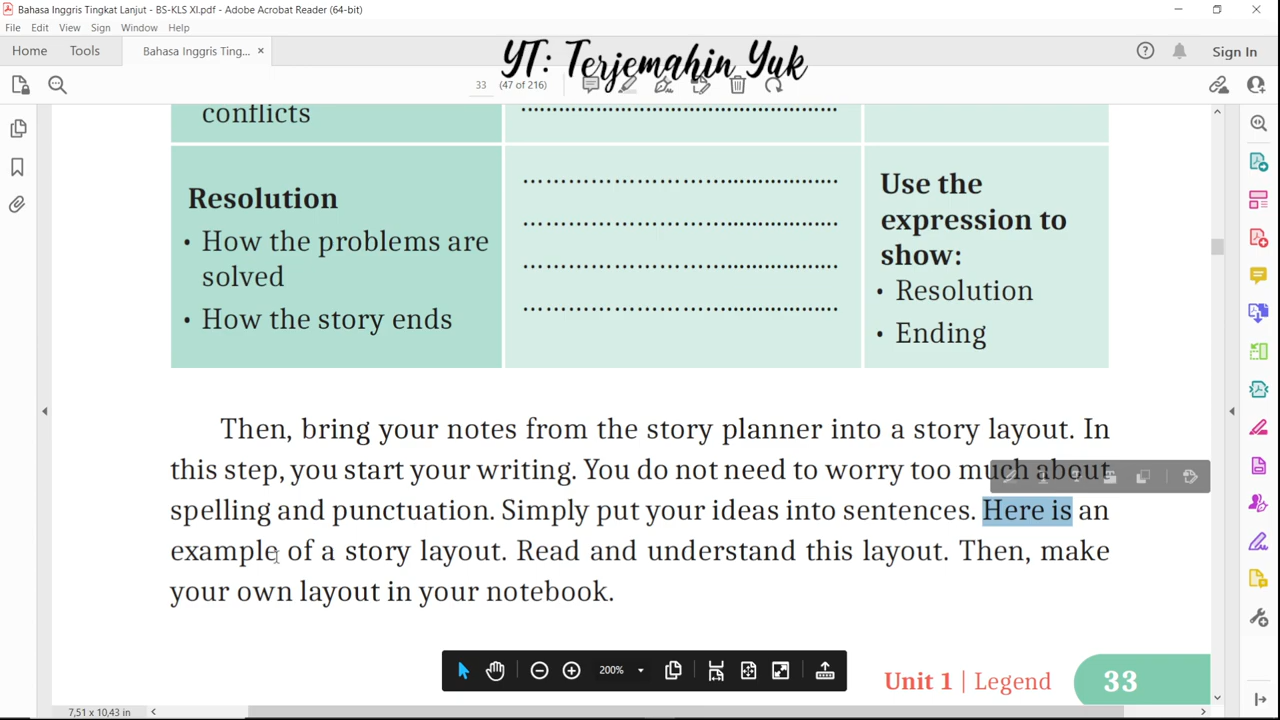 Bahasa Inggris Tingkat Lanjut - BS-KLS XI.pdf - Adobe Acrobat Reader (64-bit)
File Edit View Sign Window Help
Home Tools Bahasa Inggris Ting... × Sign In
YT: Terjemahin Yuk
33 (47 of 216)
conflicts
Resolution
• How the problems are
solved
• How the story ends
Use the
expression to
show:
• Resolution
• Ending
Then, bring your notes from the story planner into a story layout. In
this step, you start your writing. You do not need to worry too much about
spelling and punctuation. Simply put your ideas into sentences. Here is an
example of a story layout. Read and understand this layout. Then, make
your own layout in your notebook.
200%
Unit 1 | Legend 33
7,51 x 10,43 in